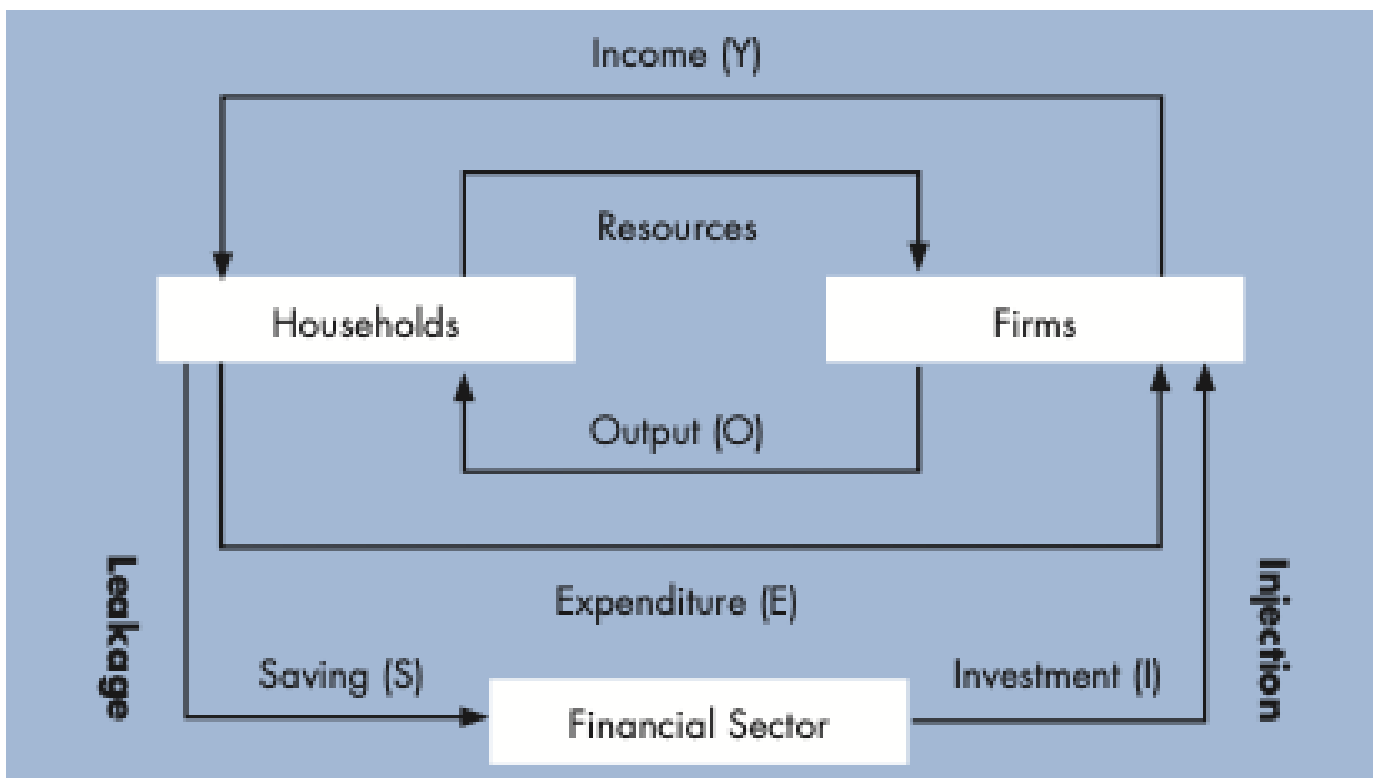 Income (Y)
Resources
Households
Firms
Output (O)
Leakage
Expenditure (E)
Injection
Saving (S)
Investment (I)
Financial Sector